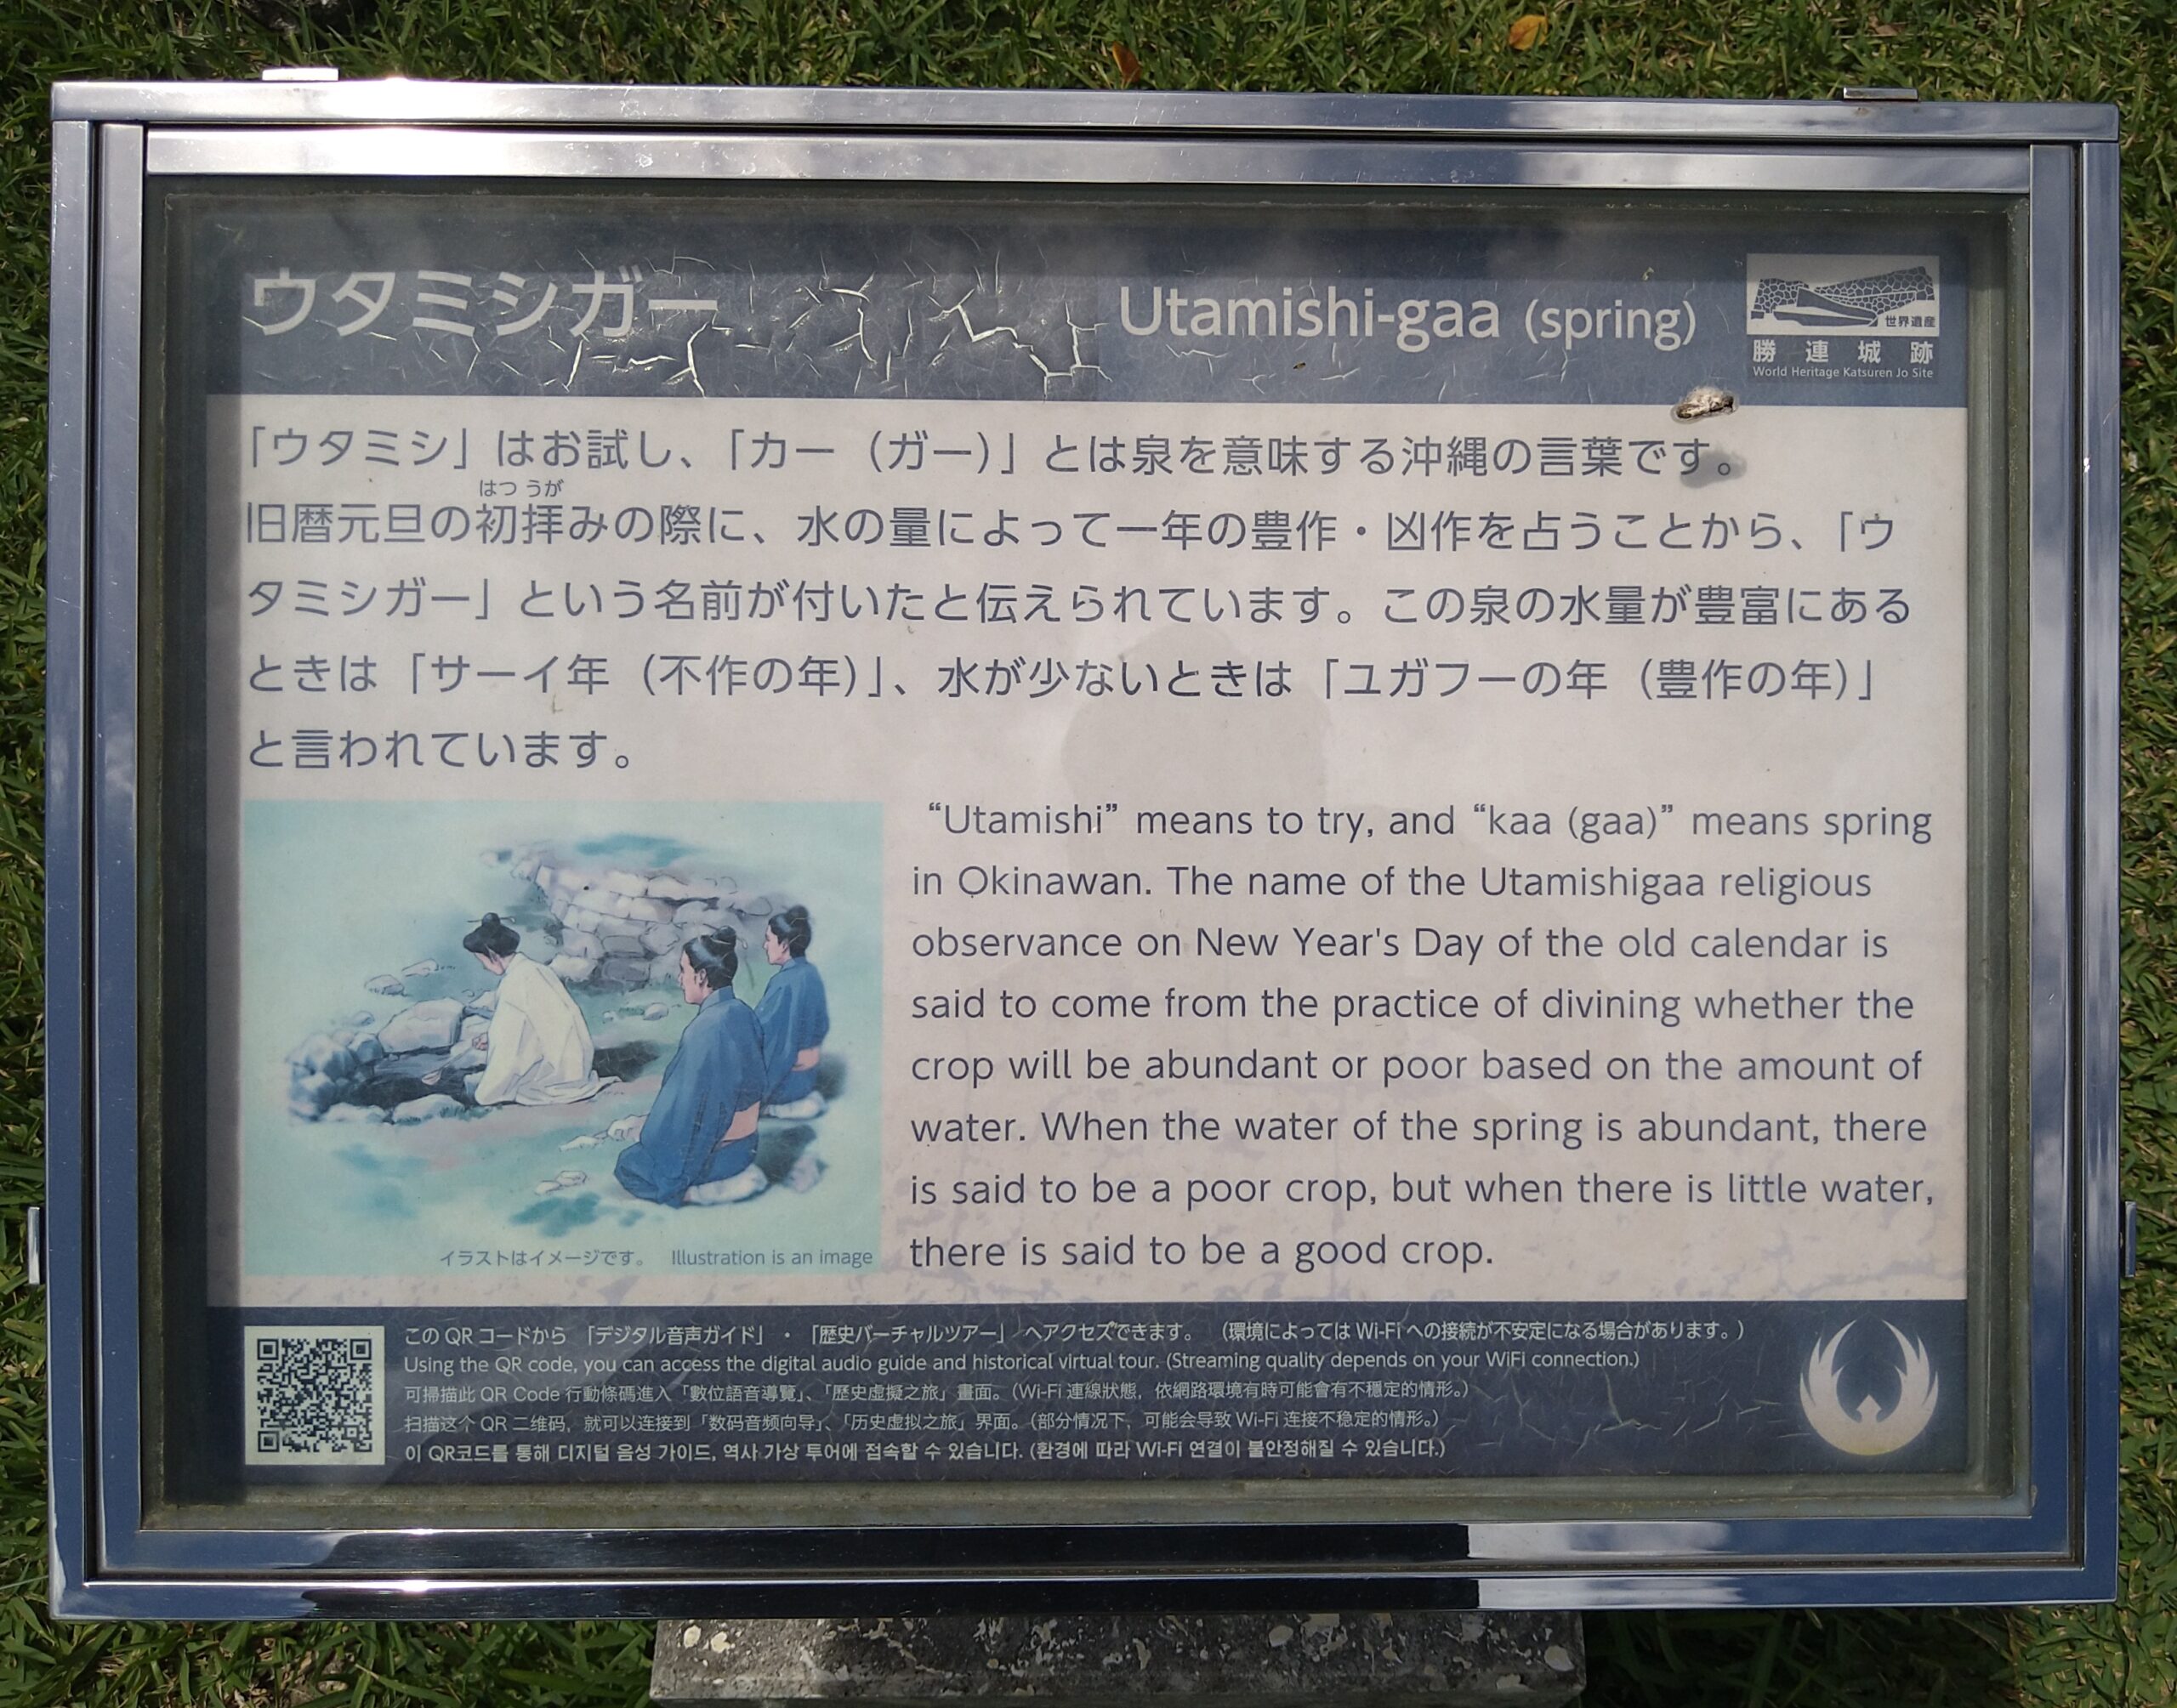 ウタミシガー
Utamishi-gaa (spring)
世界遺産
勝連城跡
World Heritage Katsuren Jo Site
「ウタミシ」はお試し、「カー（ガー）」とは泉を意味する沖縄の言葉です。
はつ うが
旧暦元旦の初拝みの際に、水の量によって一年の豊作・凶作を占うことから、「ウ
タミシガー」という名前が付いたと伝えられています。この泉の水量が豊富にある
ときは「サーイ年（不作の年）」、水が少ないときは「ユガフーの年（豊作の年）」
と言われています。
“Utamishi” means to try, and “kaa (gaa)” means spring
in Okinawan. The name of the Utamishigaa religious
observance on New Year's Day of the old calendar is
said to come from the practice of divining whether the
crop will be abundant or poor based on the amount of
water. When the water of the spring is abundant, there
is said to be a poor crop, but when there is little water,
there is said to be a good crop.
イラストはイメージです。 Illustration is an image
このQRコードから「デジタル音声ガイド」・「歴史バーチャルツアー」へアクセスできます。（環境によってはWi-Fiへの接続が不安定になる場合があります。）
Using the QR code, you can access the digital audio guide and historical virtual tour. (Streaming quality depends on your WiFi connection.)
可掃描此 QR Code 行動條碼進入「數位語音導覽」、「歷史虛擬之旅」畫面。（Wi-Fi 連線狀態，依網路環境有時可能會有不穩定的情形。）
扫描这个 QR 二维码，就可以连接到「数码音频向导」、「历史虚拟之旅」界面。（部分情况下，可能会导致 Wi-Fi 连接不稳定的情形。）
이 QR코드를 통해 디지털 음성 가이드, 역사 가상 투어에 접속할 수 있습니다. (환경에 따라 Wi-Fi 연결이 불안정해질 수 있습니다.)